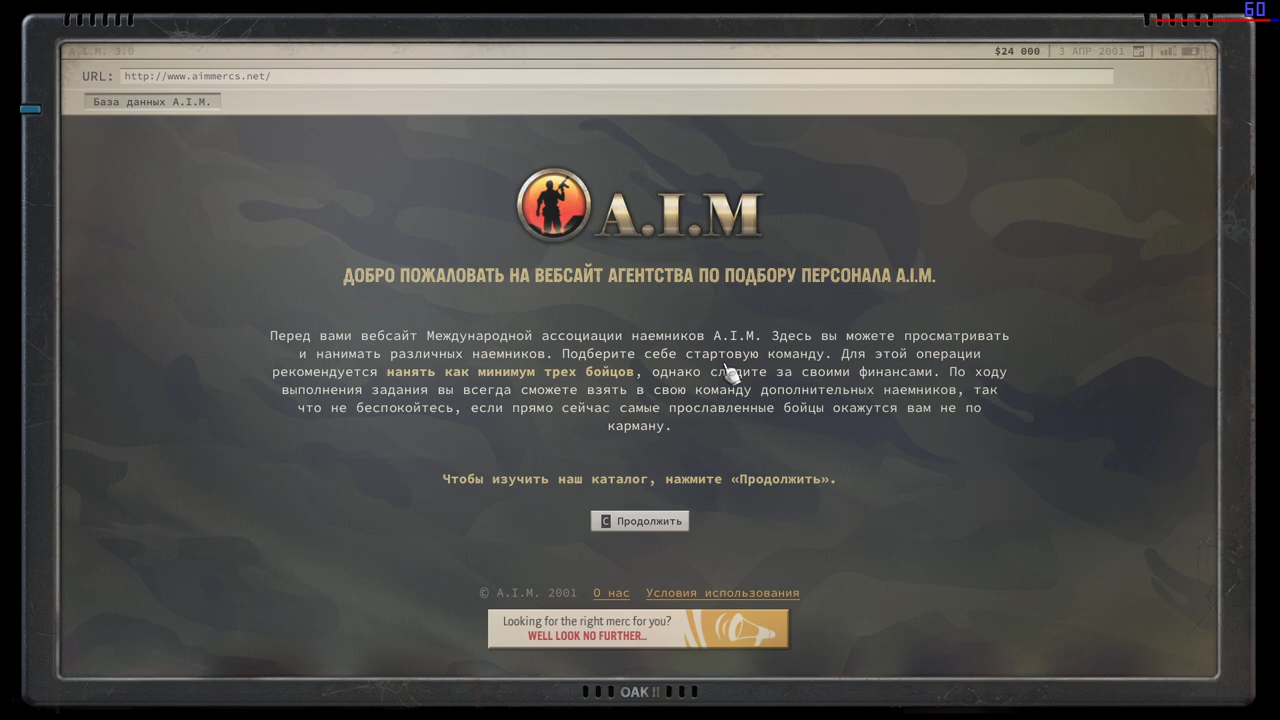 60
A.I.M. 3.0
$24 000 | 3 АПР 2001
URL: http://www.aimmercs.net/
База данных A.I.M.
A.I.M
ДОБРО ПОЖАЛОВАТЬ НА ВЕБСАЙТ АГЕНТСТВА ПО ПОДБОРУ ПЕРСОНАЛА A.I.M.
Перед вами вебсайт Международной ассоциации наемников A.I.M. Здесь вы можете просматривать
и нанимать различных наемников. Подберите себе стартовую команду. Для этой операции
рекомендуется нанять как минимум трех бойцов, однако следите за своими финансами. По ходу
выполнения задания вы всегда сможете взять в свою команду дополнительных наемников, так
что не беспокойтесь, если прямо сейчас самые прославленные бойцы окажутся вам не по
карману.
Чтобы изучить наш каталог, нажмите «Продолжить».
C Продолжить
© A.I.M. 2001 О нас Условия использования
Looking for the right merc for you?
WELL LOOK NO FURTHER...
OAK II